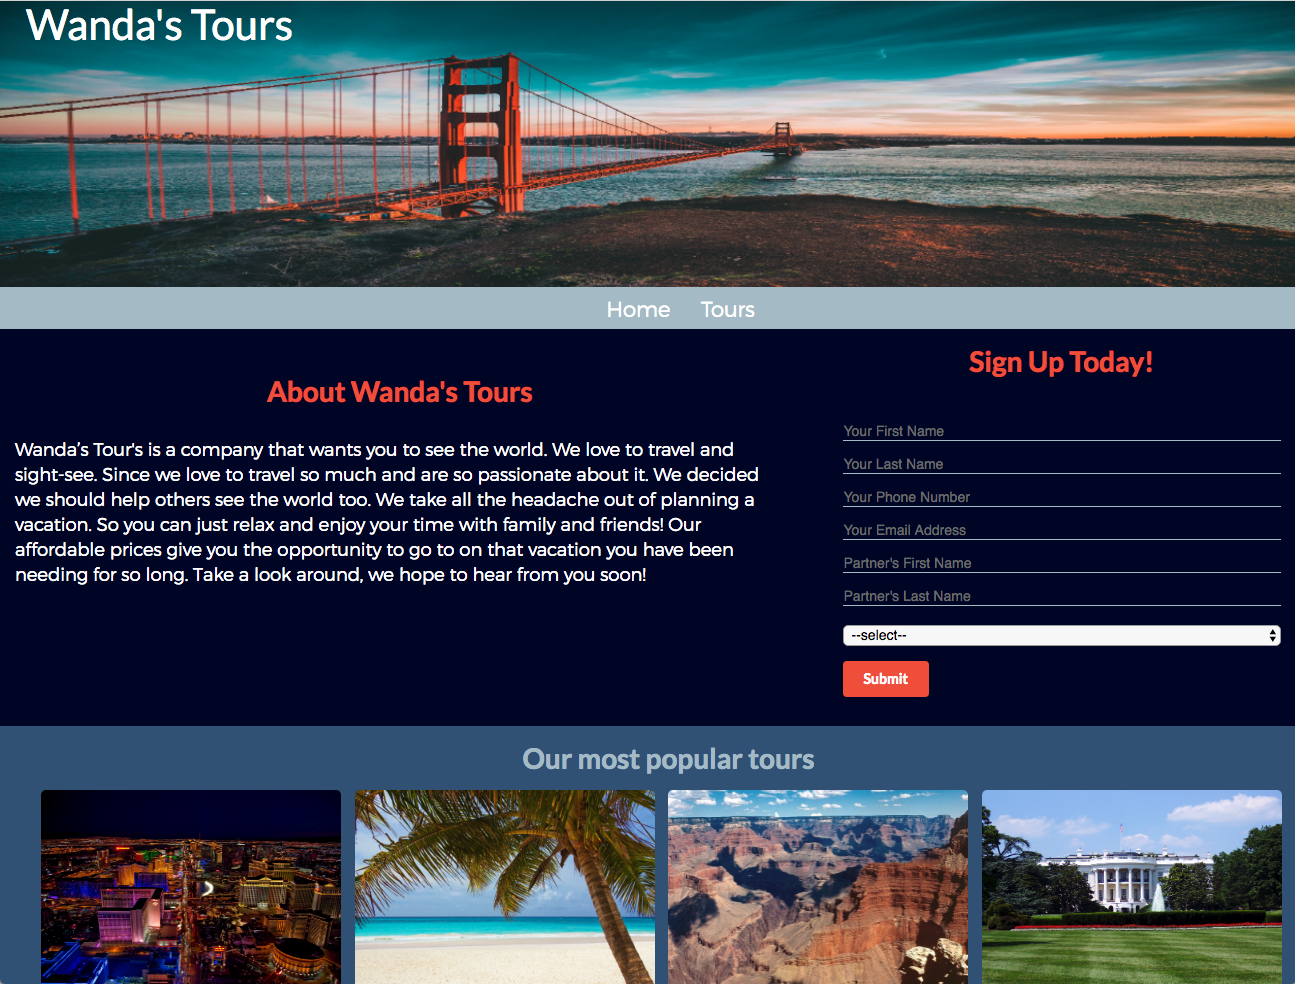 Wanda's Tours
Home Tours
About Wanda's Tours
Wanda’s Tour's is a company that wants you to see the world. We love to travel and
sight-see. Since we love to travel so much and are so passionate about it. We decided
we should help others see the world too. We take all the headache out of planning a
vacation. So you can just relax and enjoy your time with family and friends! Our
affordable prices give you the opportunity to go to on that vacation you have been
needing for so long. Take a look around, we hope to hear from you soon!
Sign Up Today!
Your First Name
Your Last Name
Your Phone Number
Your Email Address
Partner's First Name
Partner's Last Name
--select--
Submit
Our most popular tours